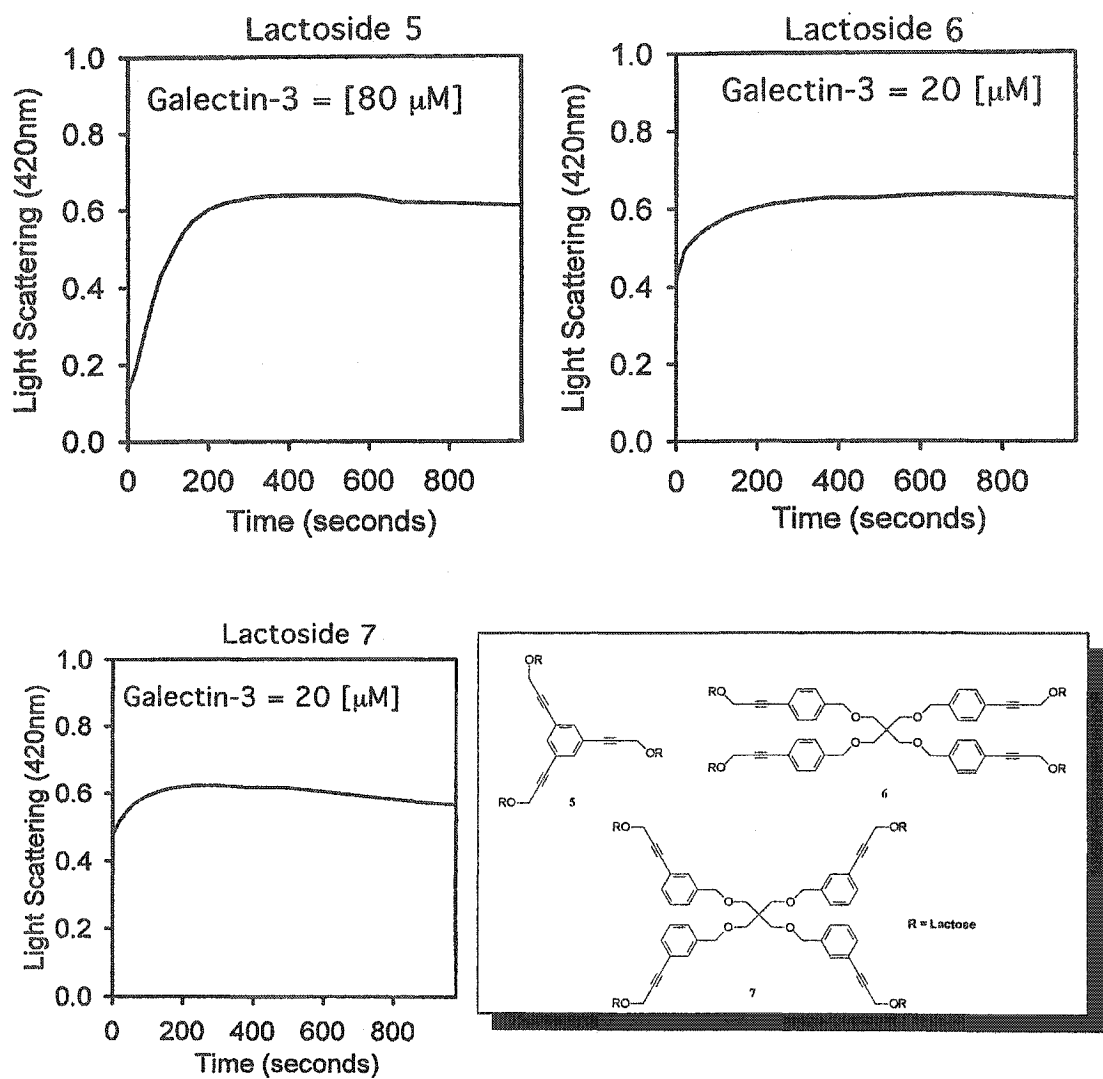 Lactoside 5
Galectin-3 = [80 μM]
Light Scattering (420nm)
1.0
0.8
0.6
0.4
0.2
0.0
0 200 400 600 800
Time (seconds)
Lactoside 6
Galectin-3 = 20 [μM]
Light Scattering (420nm)
1.0
0.8
0.6
0.4
0.2
0.0
0 200 400 600 800
Time (seconds)
Lactoside 7
Galectin-3 = 20 [μM]
Light Scattering (420nm)
1.0
0.8
0.6
0.4
0.2
0.0
0 200 400 600 800
Time (seconds)
OR
OR
RO
5
RO
OR
O
O
O
O
RO
OR
6
RO
OR
O
O
O
O
RO
OR
7
R = Lactose